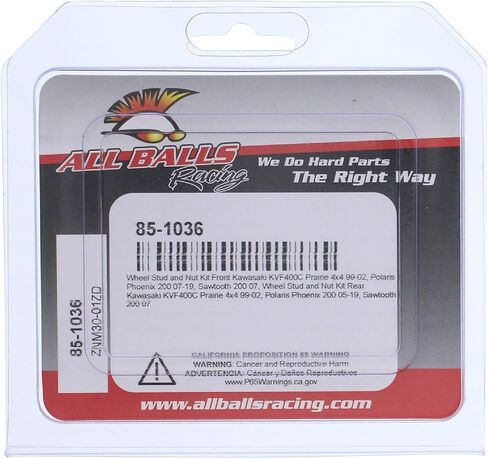 ALL BALLS
Racing
We Do Hard Parts
The Right Way
85-1036
Wheel Stud and Nut Kit Front Kawasaki KVF400C Prairie 4x4 99-02, Polaris
Phoenix 200 07-19, Sawtooth 200 07, Wheel Stud and Nut Kit Rear
Kawasaki KVF400C Prairie 4x4 99-02, Polaris Phoenix 200 05-19, Sawtooth
200 07
85-1036
ZNM30-01ZD
CALIFORNIA PROPOSITION 65 WARNING
WARNING: Cancer and Reproductive Harm
ADVERTENCIA: Cáncer y Daños Reproductivos
www.P65Warnings.ca.gov
www.allballsracing.com